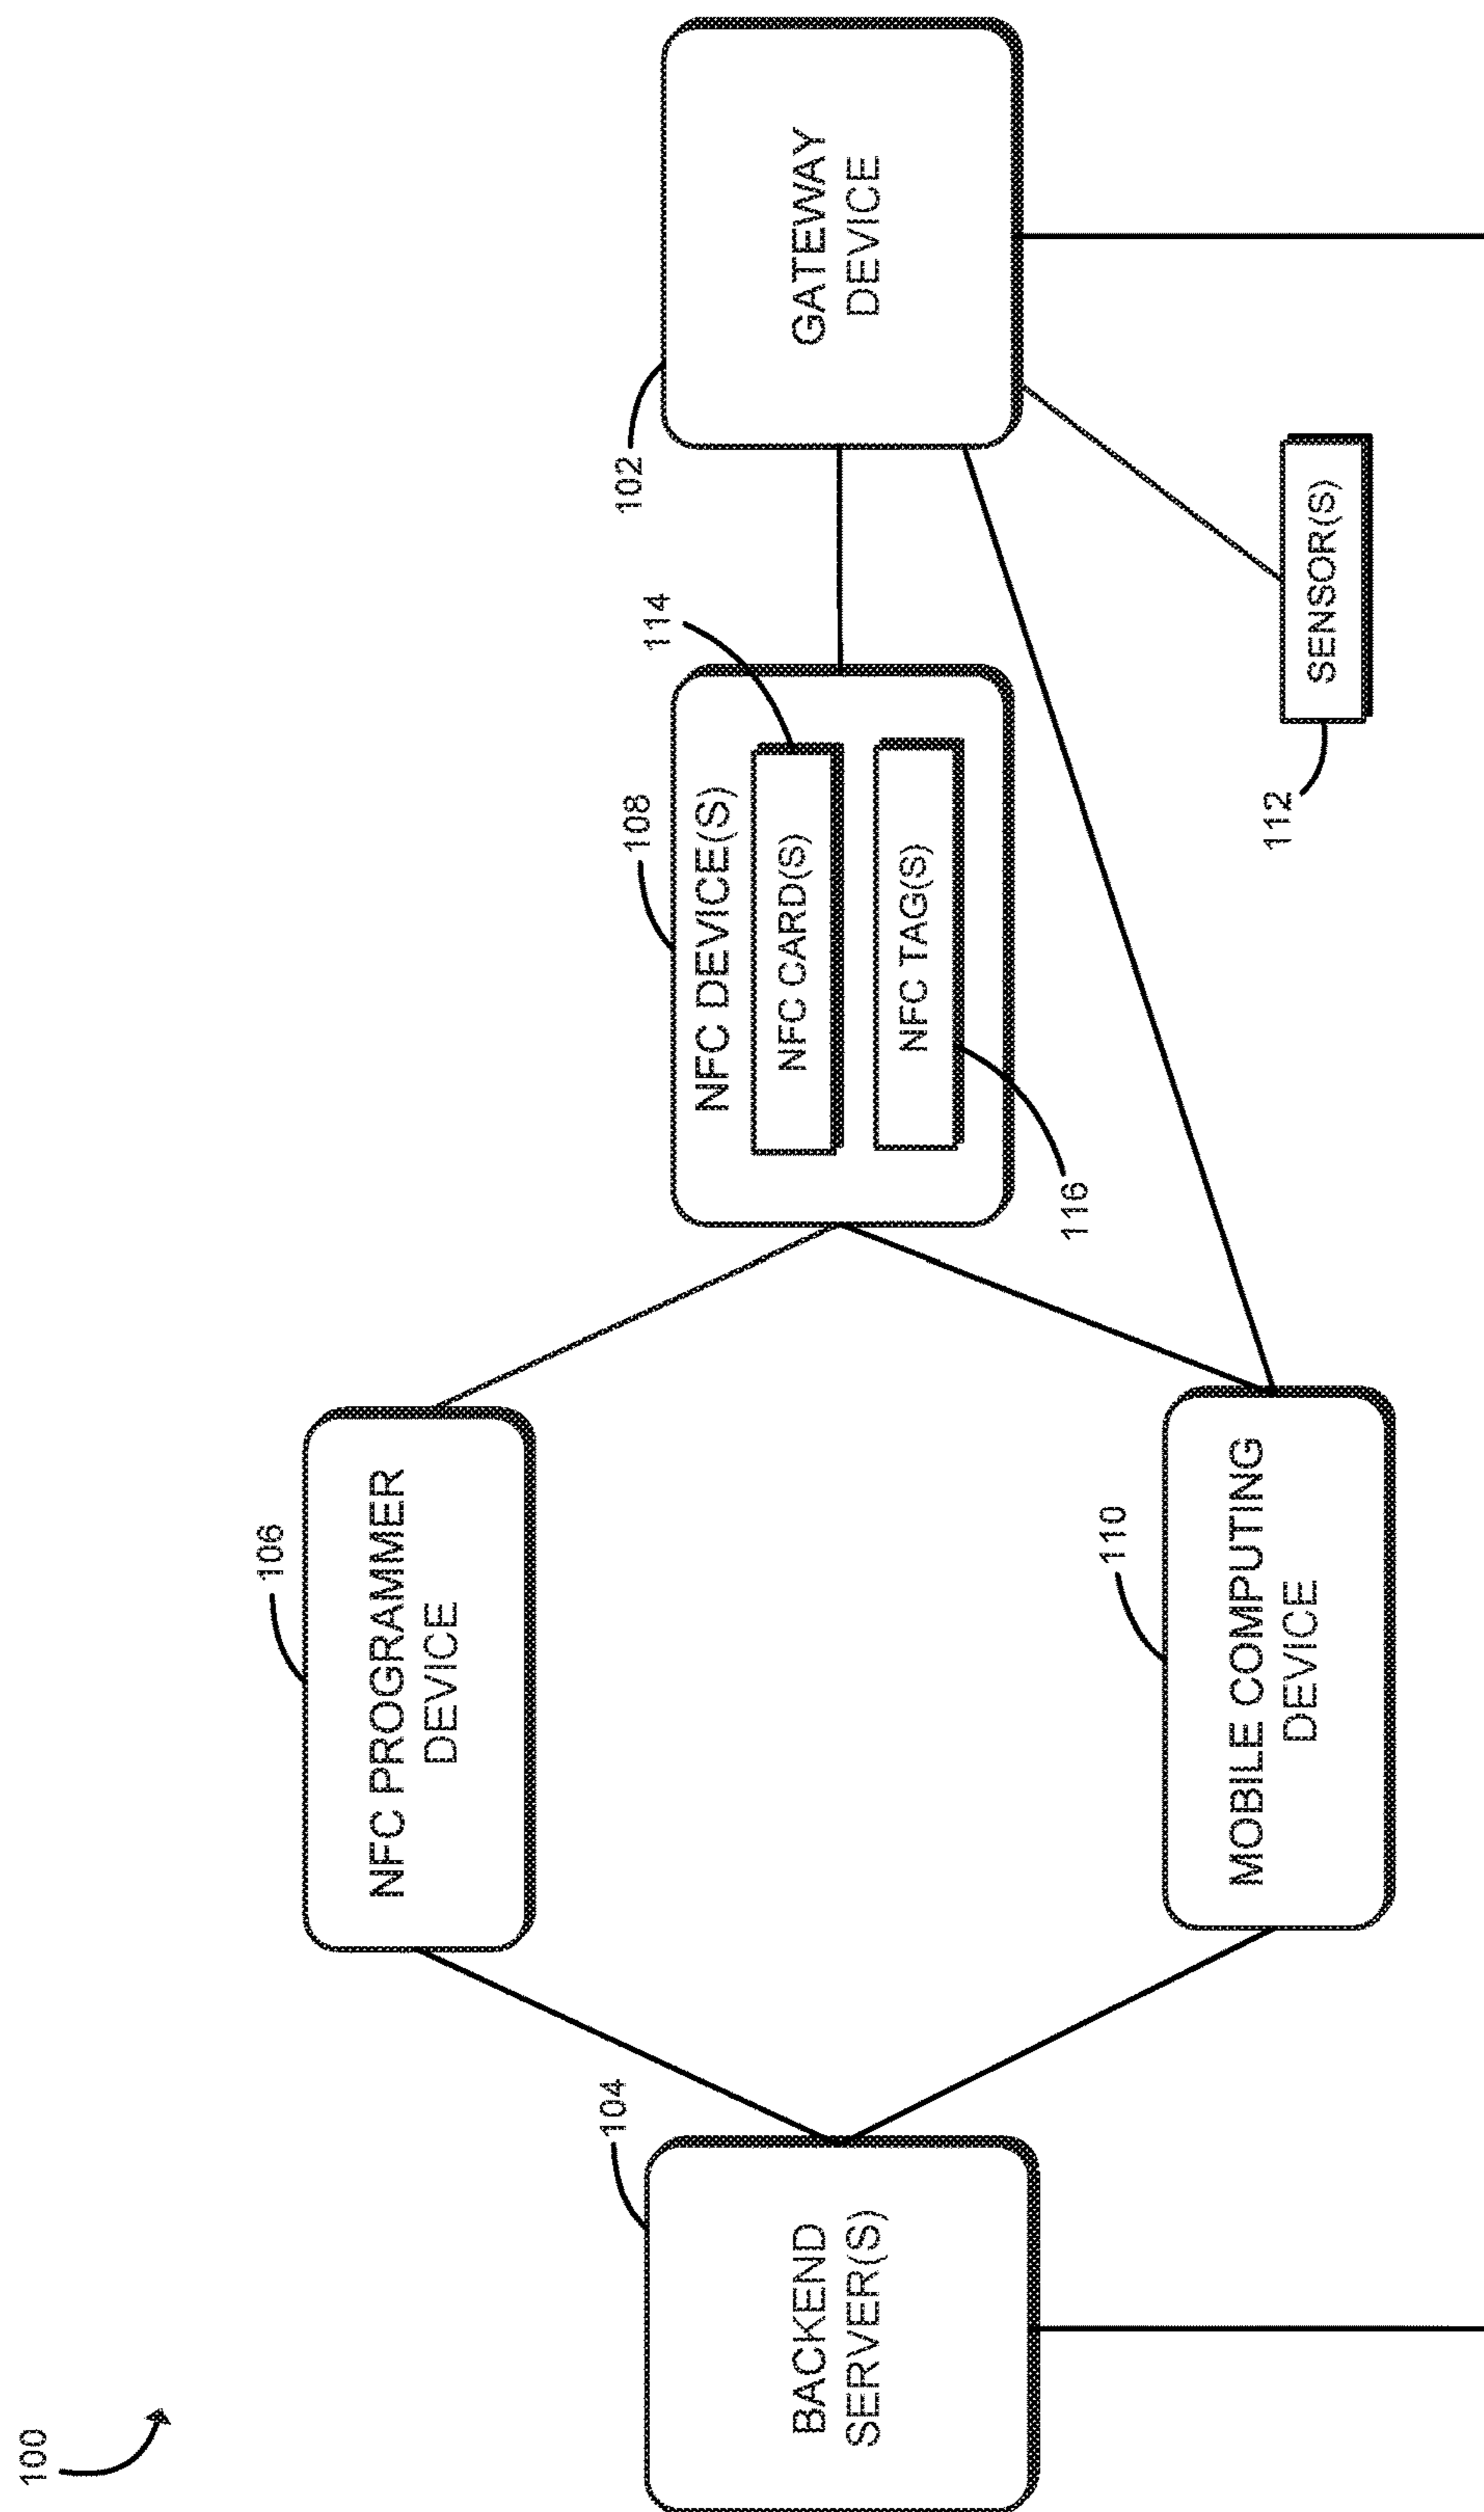 100
106
NFC PROGRAMMER
DEVICE
104
BACKEND
SERVER(S)
108
NFC DEVICE(S)
114
NFC CARD(S)
NFC TAG(S)
116
102
GATEWAY
DEVICE
110
MOBILE COMPUTING
DEVICE
112
SENSOR(S)